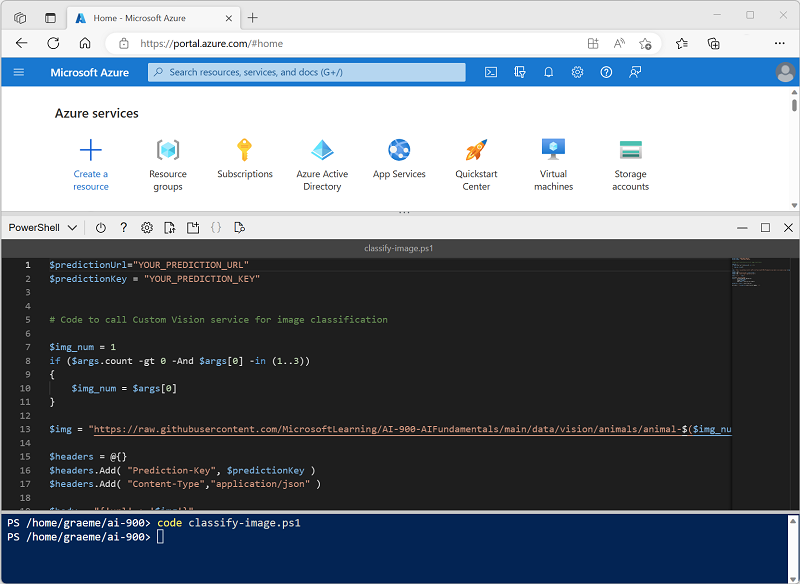 Home - Microsoft Azure
https://portal.azure.com/#home
Microsoft Azure
Search resources, services, and docs (G+/)
Azure services
Create a resource
Resource groups
Subscriptions
Azure Active Directory
App Services
Quickstart Center
Virtual machines
Storage accounts
PowerShell
classify-image.ps1
1 $predictionUrl="YOUR_PREDICTION_URL"
2 $predictionKey = "YOUR_PREDICTION_KEY"
3
4
5 # Code to call Custom Vision service for image classification
6
7 $img_num = 1
8 if ($args.count -gt 0 -And $args[0] -in (1..3))
9 {
10 $img_num = $args[0]
11 }
12
13 $img = "https://raw.githubusercontent.com/MicrosoftLearning/AI-900-AIFundamentals/main/data/vision/animals/animal-$($img_nu
14
15 $headers = @{}
16 $headers.Add( "Prediction-Key", $predictionKey )
17 $headers.Add( "Content-Type","application/json" )
18
PS /home/graeme/ai-900> code classify-image.ps1
PS /home/graeme/ai-900>